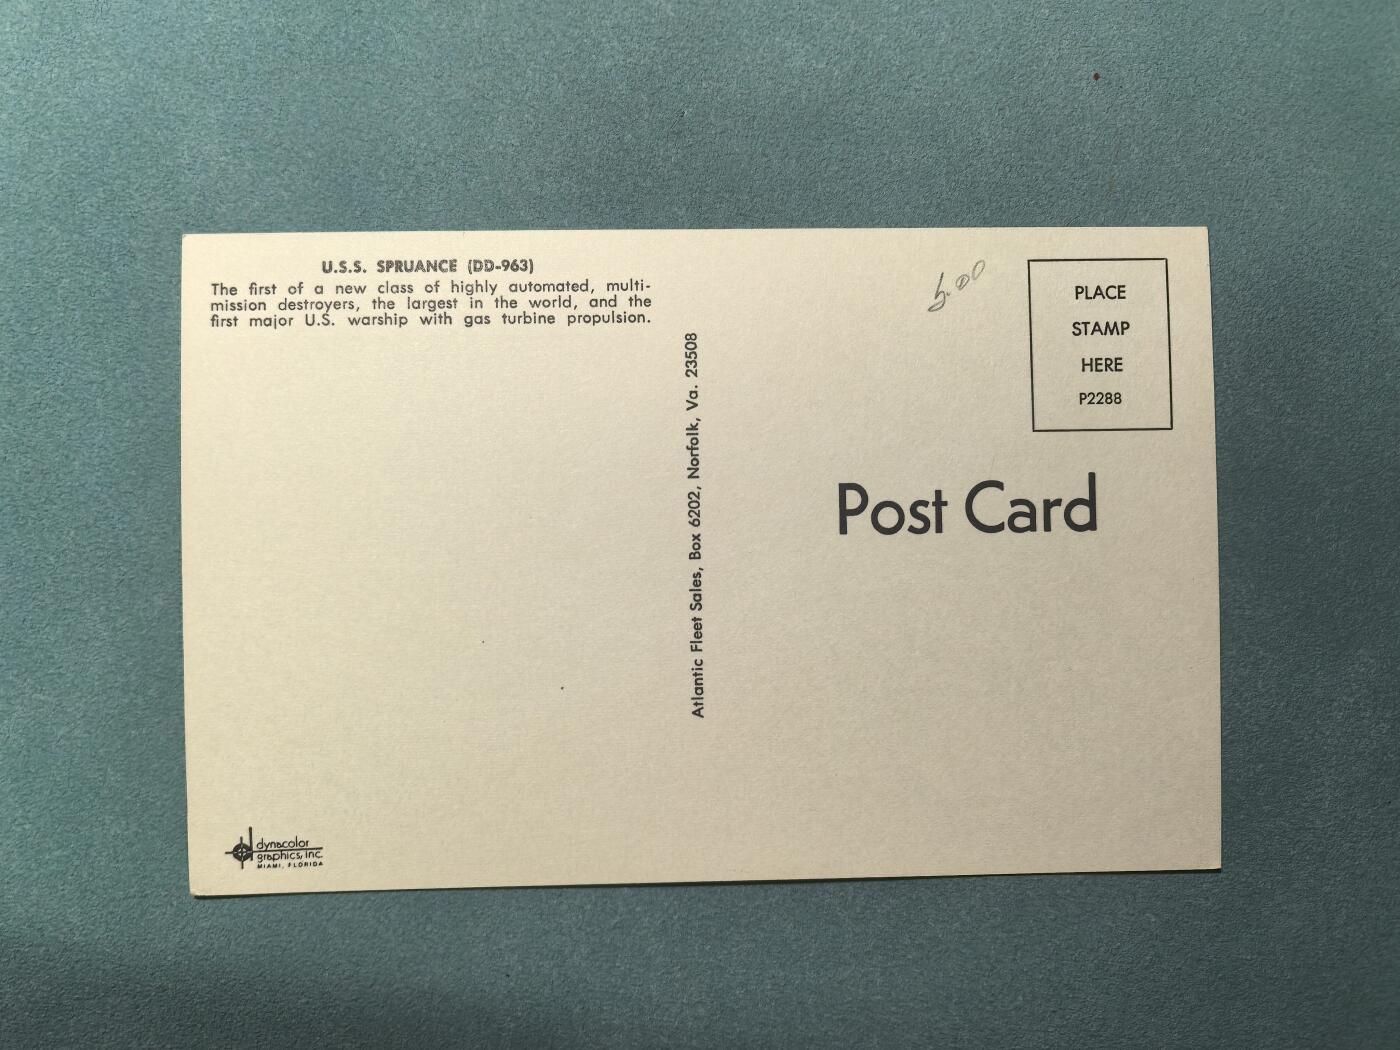 U.S.S. SPRUANCE (DD-963)
The first of a new class of highly automated, multi-
mission destroyers, the largest in the world, and the
first major U.S. warship with gas turbine propulsion.
Atlantic Fleet Sales, Box 6202, Norfolk, Va. 23508
5.00
PLACE
STAMP
HERE
P2288
Post Card
dynacolor
graphics, inc.
MIAMI, FLORIDA